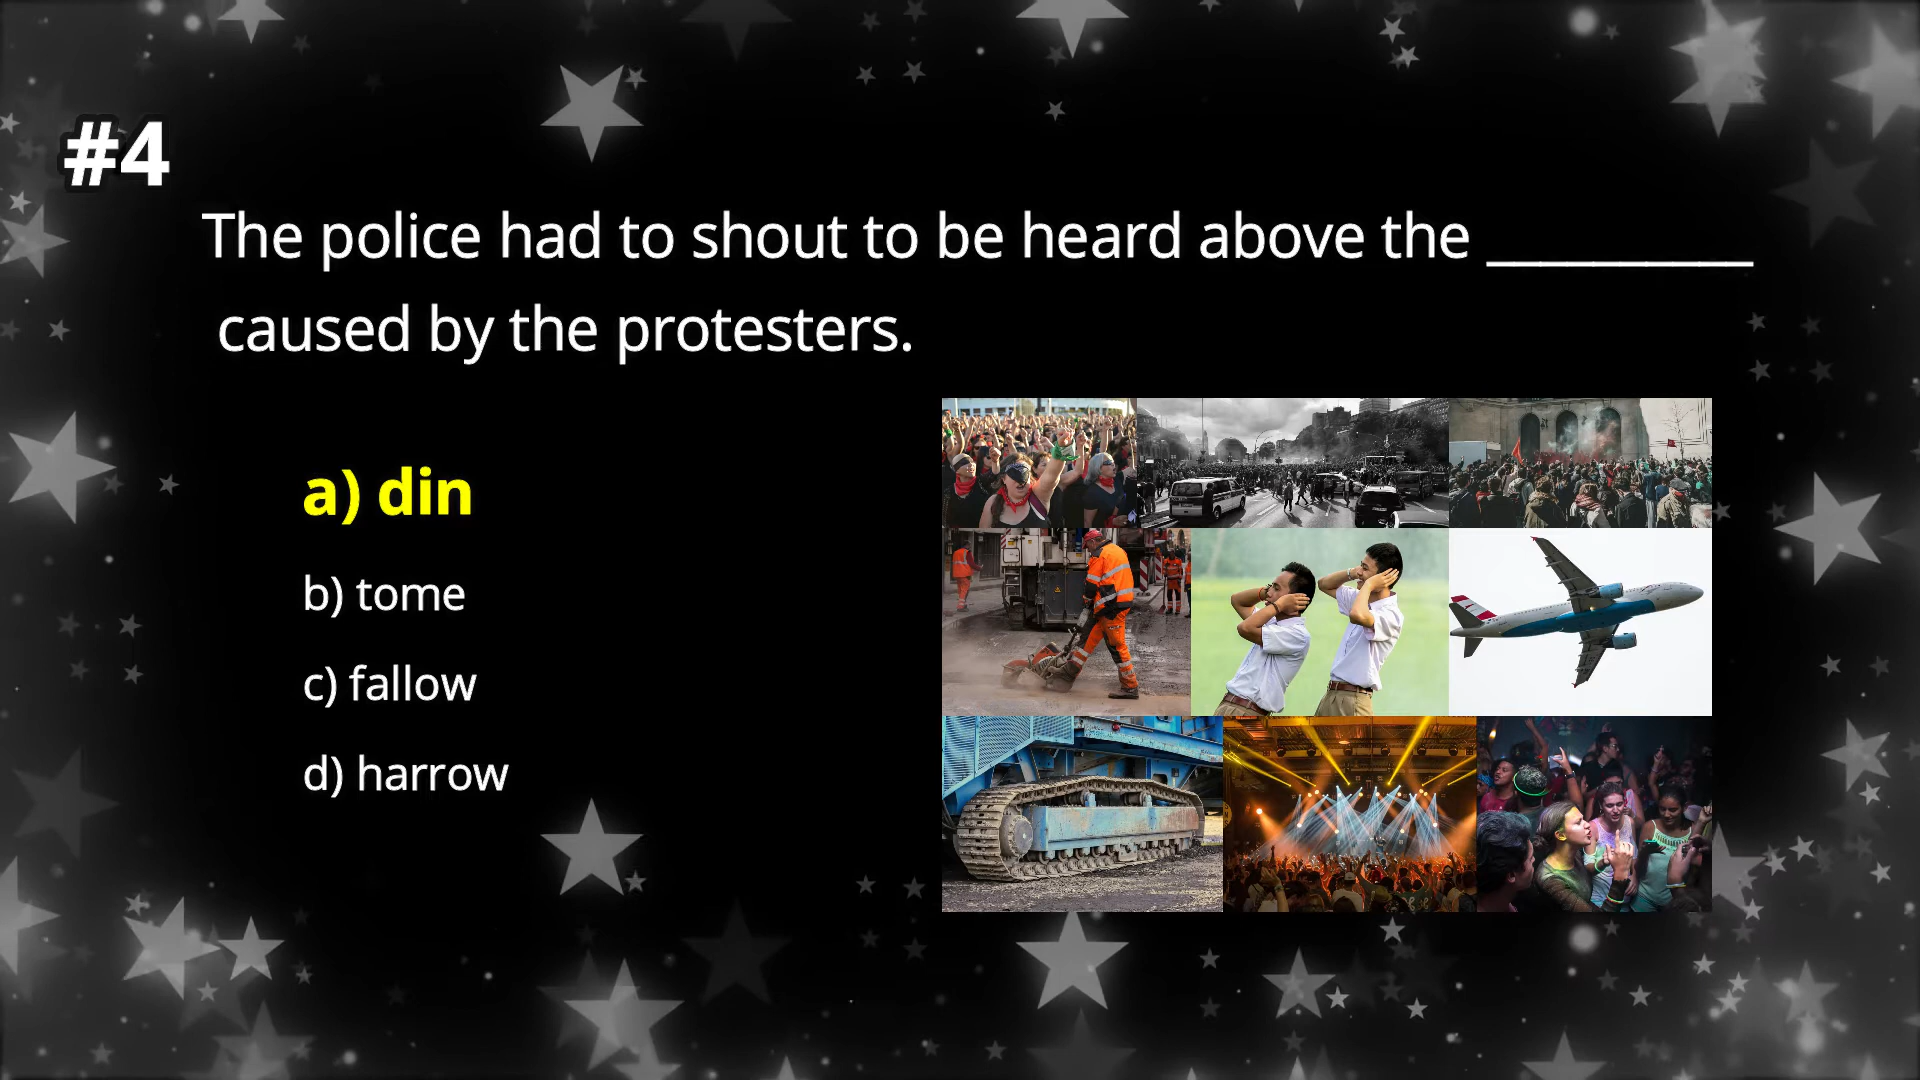 #4
The police had to shout to be heard above the __________
caused by the protesters.
a) din
b) tome
c) fallow
d) harrow